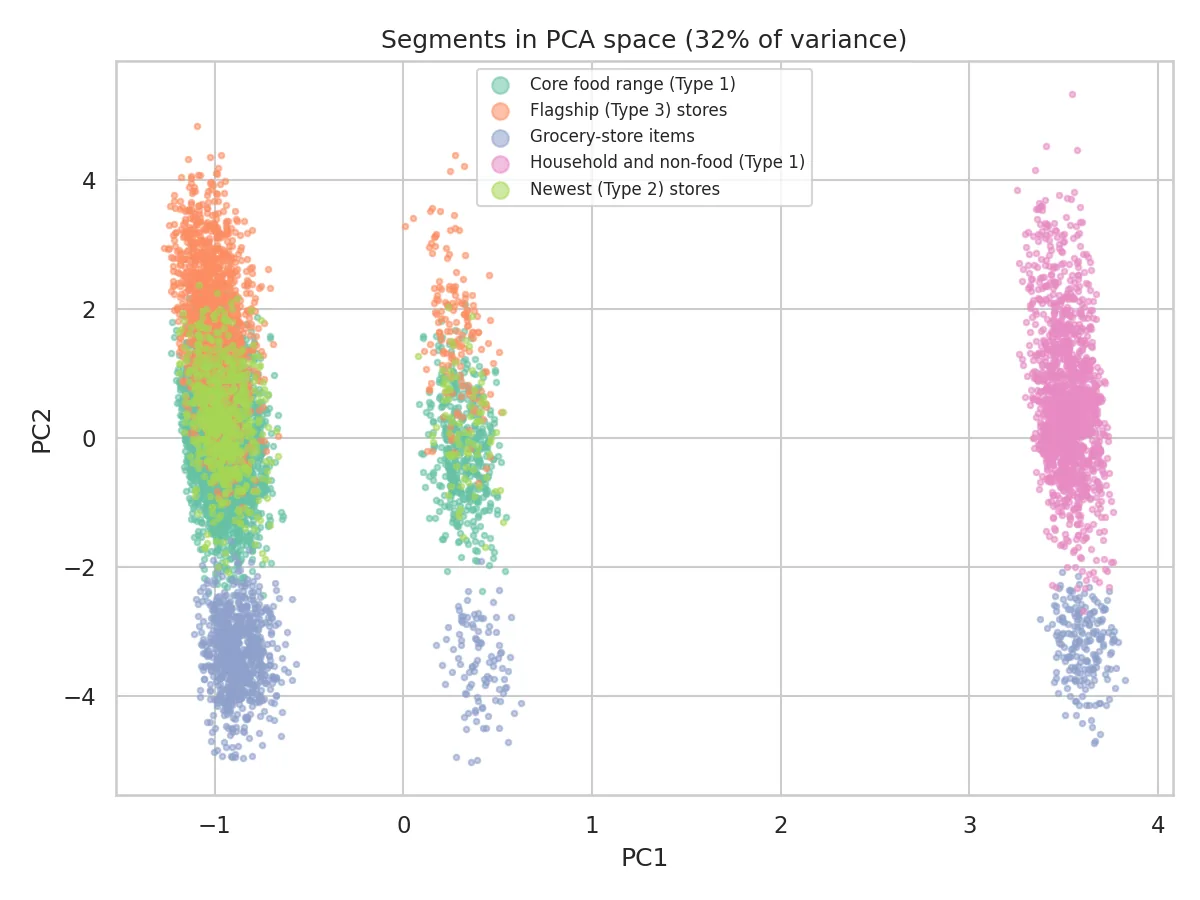 Segments in PCA space (32% of variance)
Core food range (Type 1)
Flagship (Type 3) stores
Grocery-store items
Household and non-food (Type 1)
Newest (Type 2) stores
4
2
0
−2
−4
PC2
−1
0
1
2
3
4
PC1